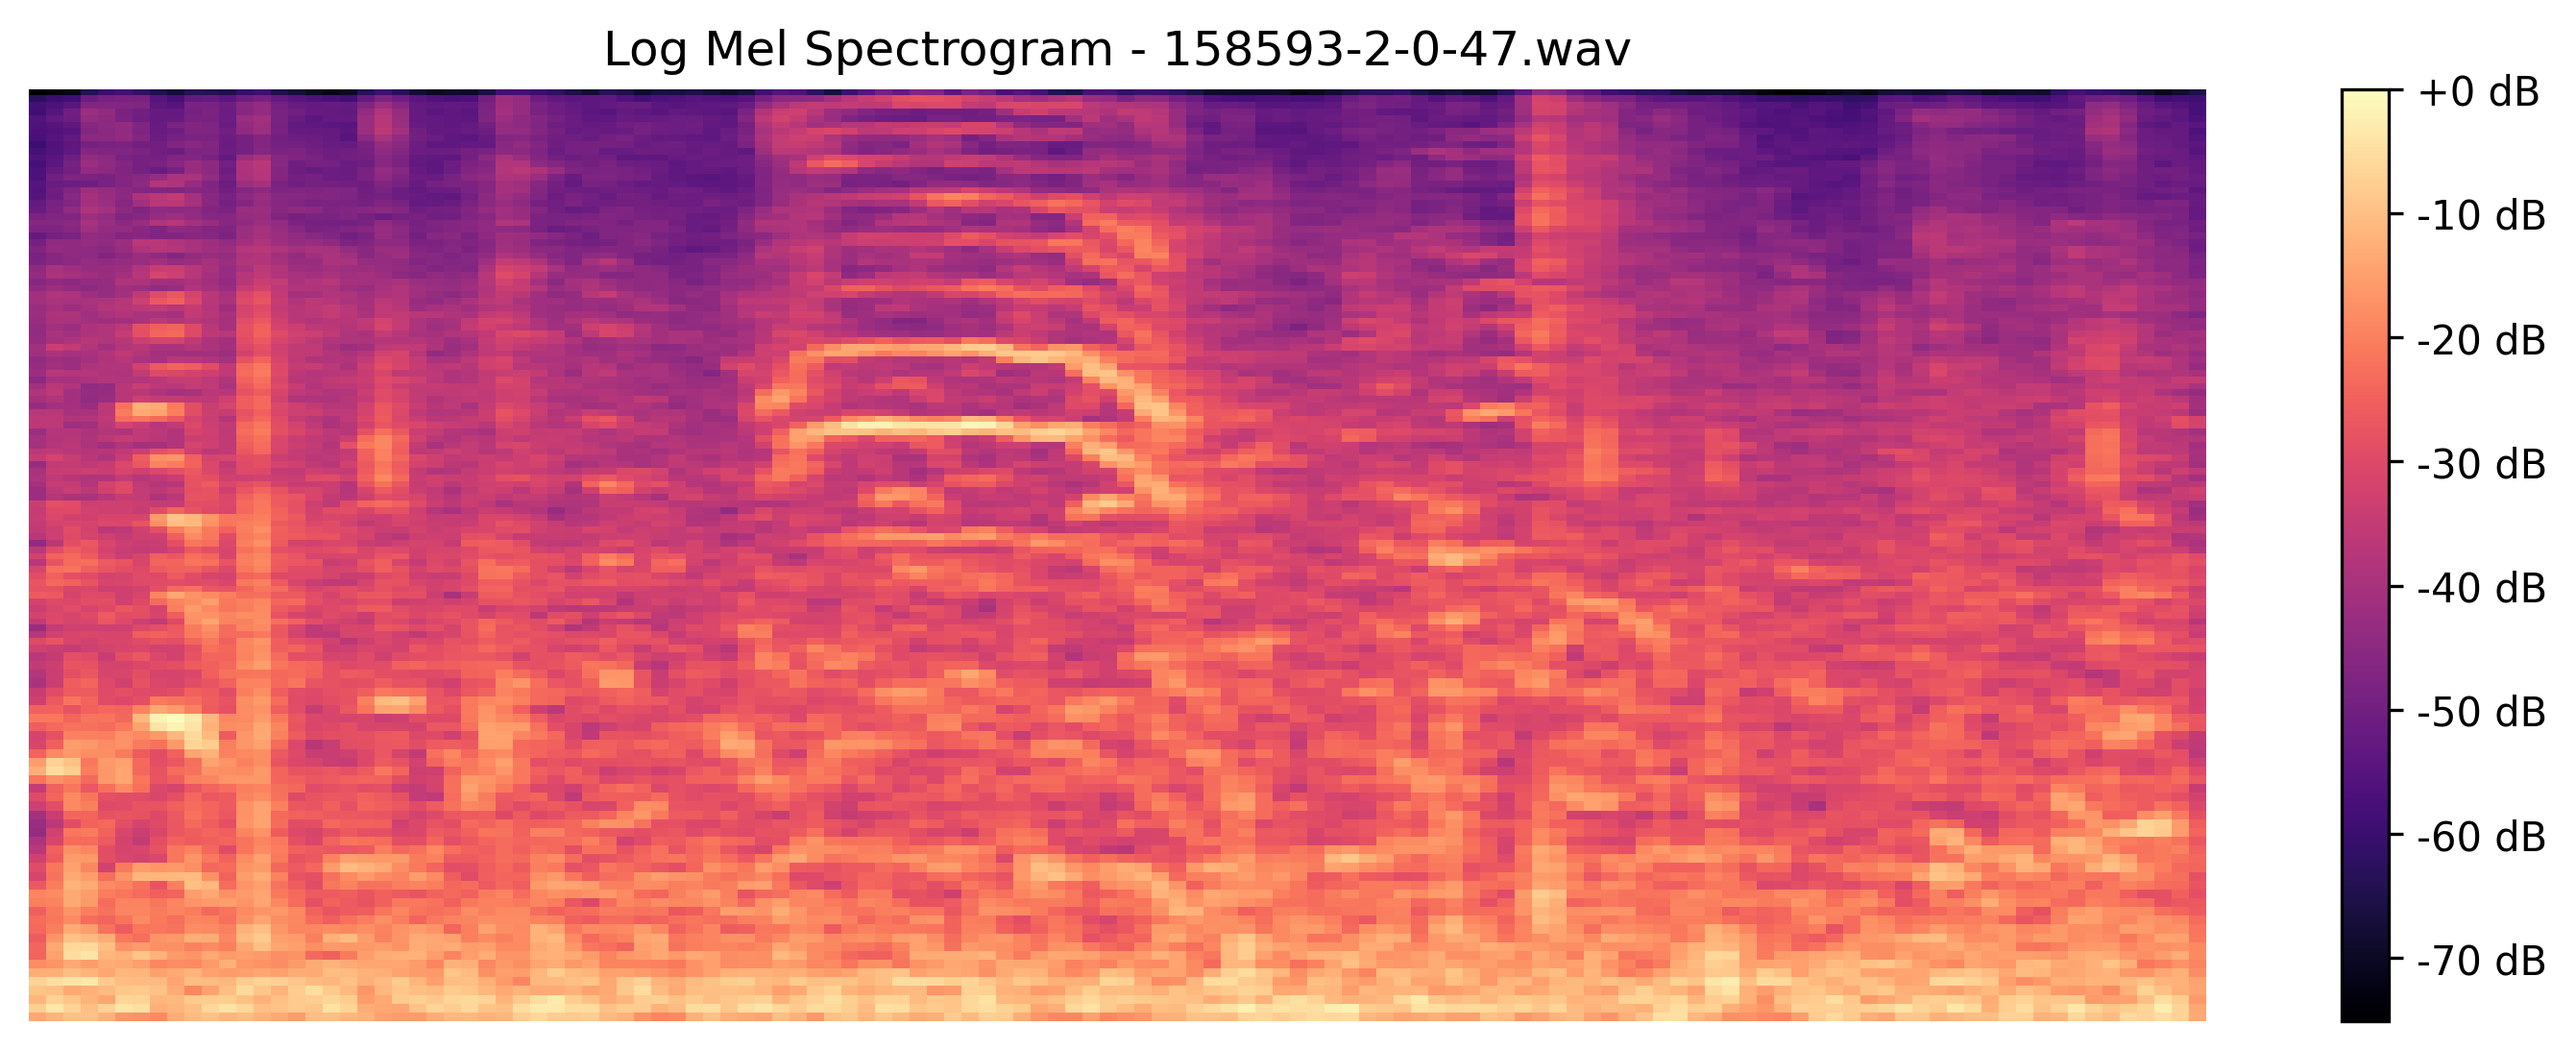 Log Mel Spectrogram - 158593-2-0-47.wav
+0 dB
-10 dB
-20 dB
-30 dB
-40 dB
-50 dB
-60 dB
-70 dB